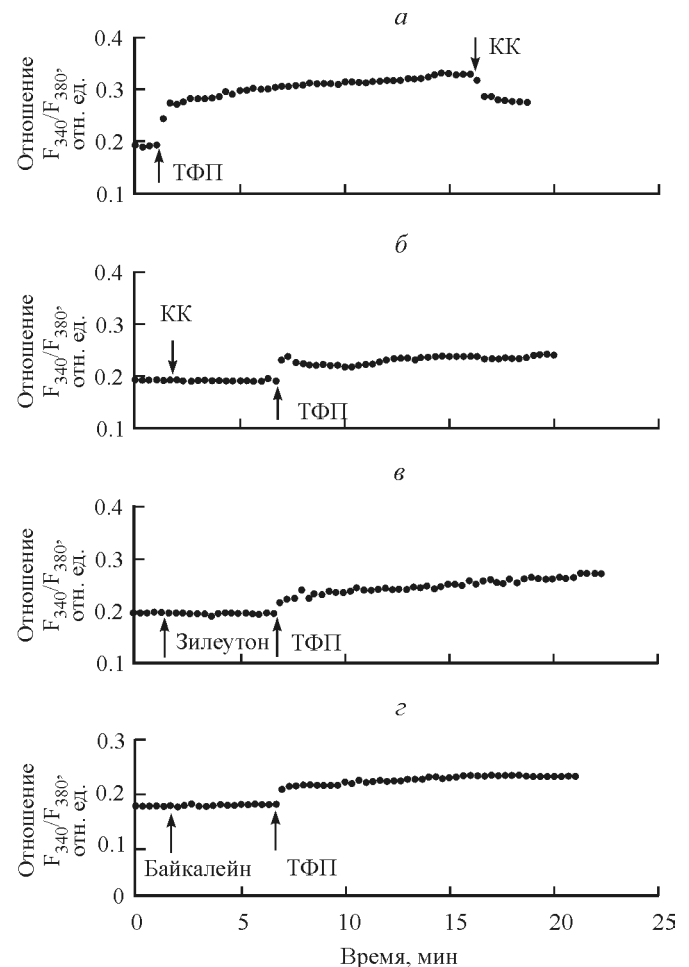 а
Отношение
F340/F380,
отн. ед.
0.4
0.3
0.2
0.1
КК
ТФП
б
Отношение
F340/F380,
отн. ед.
0.4
0.3
0.2
0.1
КК
ТФП
в
Отношение
F340/F380,
отн. ед.
0.4
0.3
0.2
0.1
Зилеутон
ТФП
г
Отношение
F340/F380,
отн. ед.
0.3
0.2
0.1
0
Байкалейн
ТФП
0 5 10 15 20 25
Время, мин